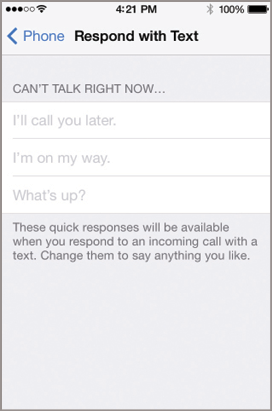 4:21 PM 100%
Phone Respond with Text
CAN'T TALK RIGHT NOW...
I'll call you later.
I'm on my way.
What's up?
These quick responses will be available
when you respond to an incoming call with a
text. Change them to say anything you like.